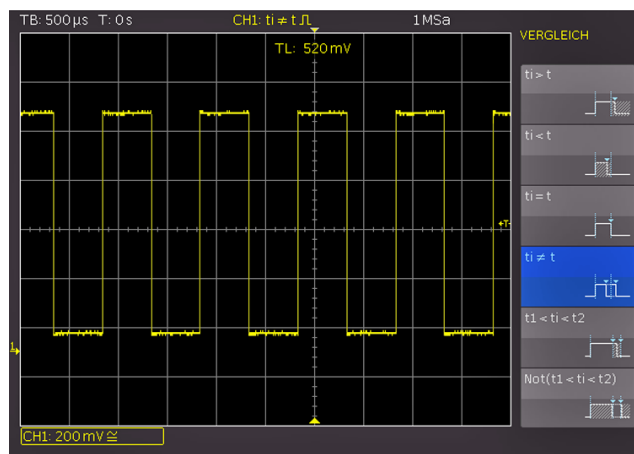 TB: 500µs T: 0s CH1: ti ≠ t 1MSa
VERGLEICH
TL: 520mV
ti > t
ti < t
ti = t
ti ≠ t
T
t1 < ti < t2
1
Not(t1 < ti < t2)
CH1: 200mV ≅